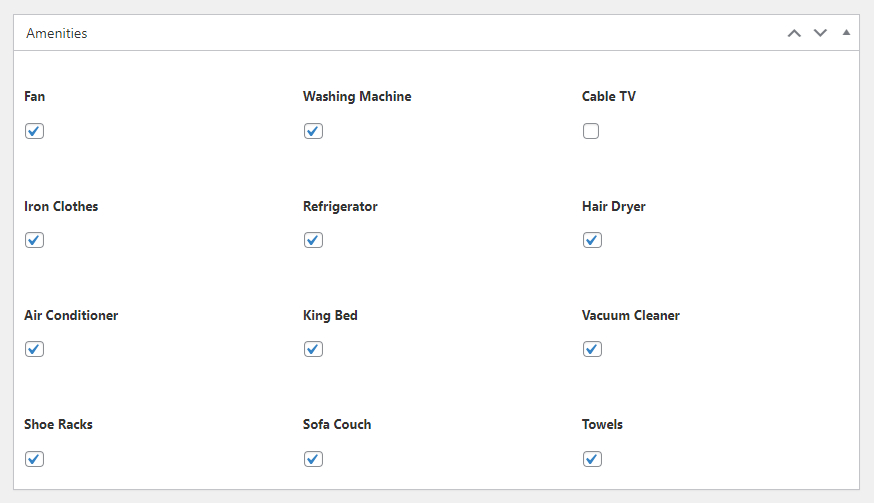 Amenities
Fan
Washing Machine
Cable TV
Iron Clothes
Refrigerator
Hair Dryer
Air Conditioner
King Bed
Vacuum Cleaner
Shoe Racks
Sofa Couch
Towels